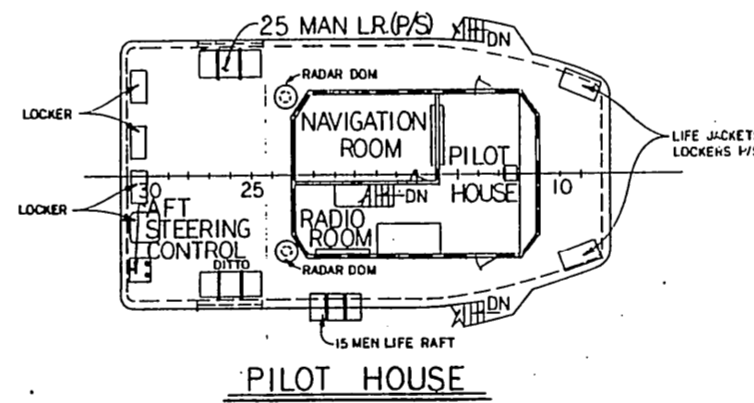 25 MAN L.R.(P/S)
DN
RADAR DOM
LOCKER
NAVIGATION
ROOM
LIFE JACKETS
LOCKERS P/S
PILOT
HOUSE
30
25
10
LOCKER
AFT
STEERING
CONTROL
DN
RADIO
ROOM
DITTO
RADAR DOM
DN
15 MEN LIFE RAFT
PILOT HOUSE